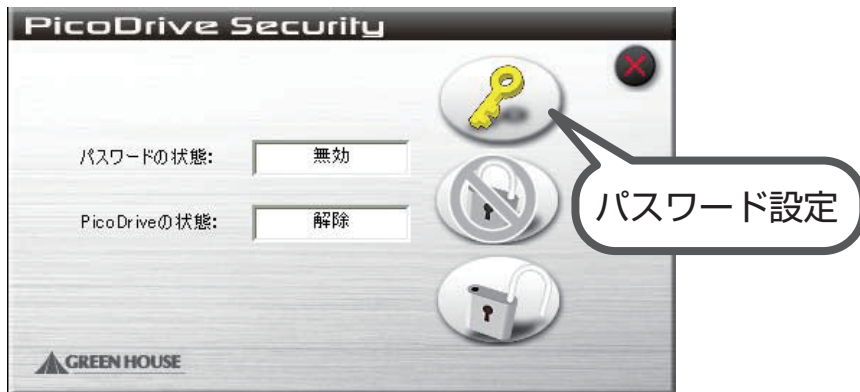 PicoDrive Security
パスワードの状態: 無効
パスワード設定
PicoDriveの状態: 解除
GREEN HOUSE